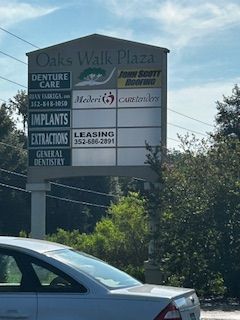 Oaks Walk Plaza
DENTURE
CARE
352-848-1050
IMPLANTS
EXTRACTIONS
GENERAL
DENTISTRY
JOHN SCOTT
ROOFING
Mederi CARETenders
LEASING
352-686-2891